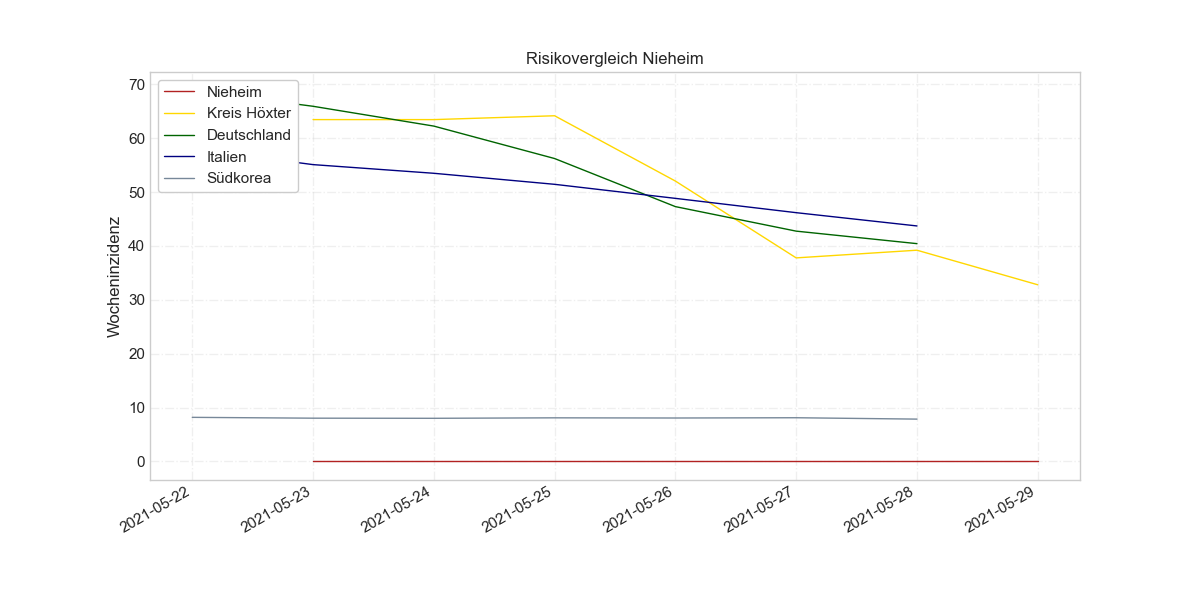 Risikovergleich Nieheim
Nieheim
Kreis Höxter
Deutschland
Italien
Südkorea
Wocheninzidenz
70
60
50
40
30
20
10
0
2021-05-22
2021-05-23
2021-05-24
2021-05-25
2021-05-26
2021-05-27
2021-05-28
2021-05-29